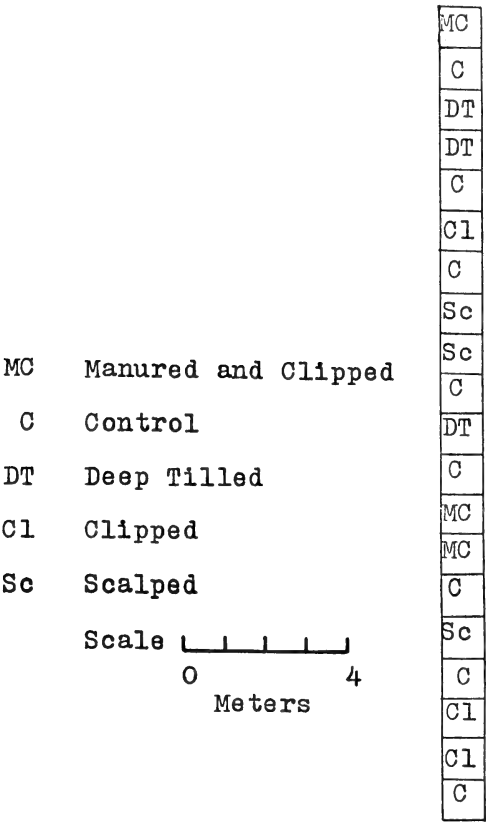 MC
C
DT
DT
C
Cl
C
Sc
Sc
C
DT
C
MC
MC
C
Sc
C
Cl
Cl
C
MC Manured and Clipped
C Control
DT Deep Tilled
Cl Clipped
Sc Scalped
Scale
0 4
Meters